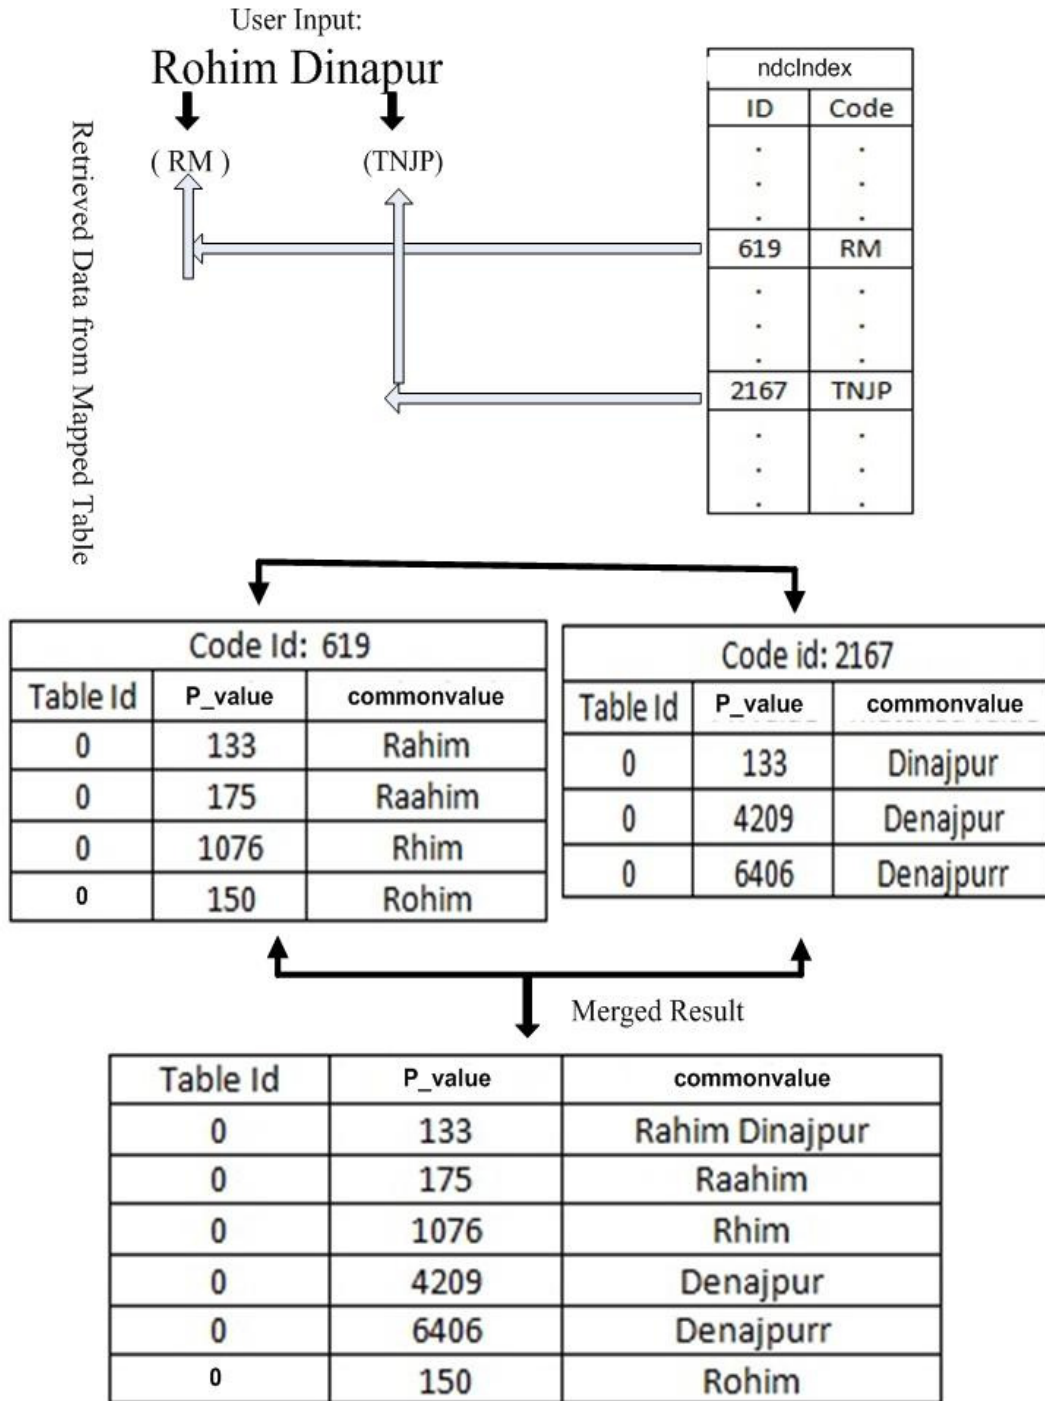 User Input:
Rohim Dinapur
( RM ) (TNJP)
Retrieved Data from Mapped Table
ndcIndex
ID Code
. .
. .
. .
619 RM
. .
. .
. .
2167 TNJP
. .
. .
. .
Code Id: 619
Table Id P_value commonvalue
0 133 Rahim
0 175 Raahim
0 1076 Rhim
0 150 Rohim
Code id: 2167
Table Id P_value commonvalue
0 133 Dinajpur
0 4209 Denajpur
0 6406 Denajpurr
Merged Result
Table Id P_value commonvalue
0 133 Rahim Dinajpur
0 175 Raahim
0 1076 Rhim
0 4209 Denajpur
0 6406 Denajpurr
0 150 Rohim